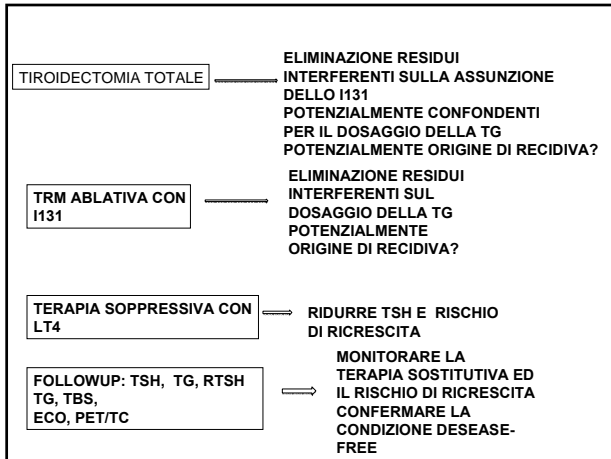 TIROIDECTOMIA TOTALE
ELIMINAZIONE RESIDUI
INTERFERENTI SULLA ASSUNZIONE
DELLO I131
POTENZIALMENTE CONFONDENTI
PER IL DOSAGGIO DELLA TG
POTENZIALMENTE ORIGINE DI RECIDIVA?
TRM ABLATIVA CON
I131
ELIMINAZIONE RESIDUI
INTERFERENTI SUL
DOSAGGIO DELLA TG
POTENZIALMENTE
ORIGINE DI RECIDIVA?
TERAPIA SOPPRESSIVA CON
LT4
RIDURRE TSH E RISCHIO
DI RICRESCITA
FOLLOWUP: TSH, TG, RTSH
TG, TBS,
ECO, PET/TC
MONITORARE LA
TERAPIA SOSTITUTIVA ED
IL RISCHIO DI RICRESCITA
CONFERMARE LA
CONDIZIONE DESEASE-
FREE